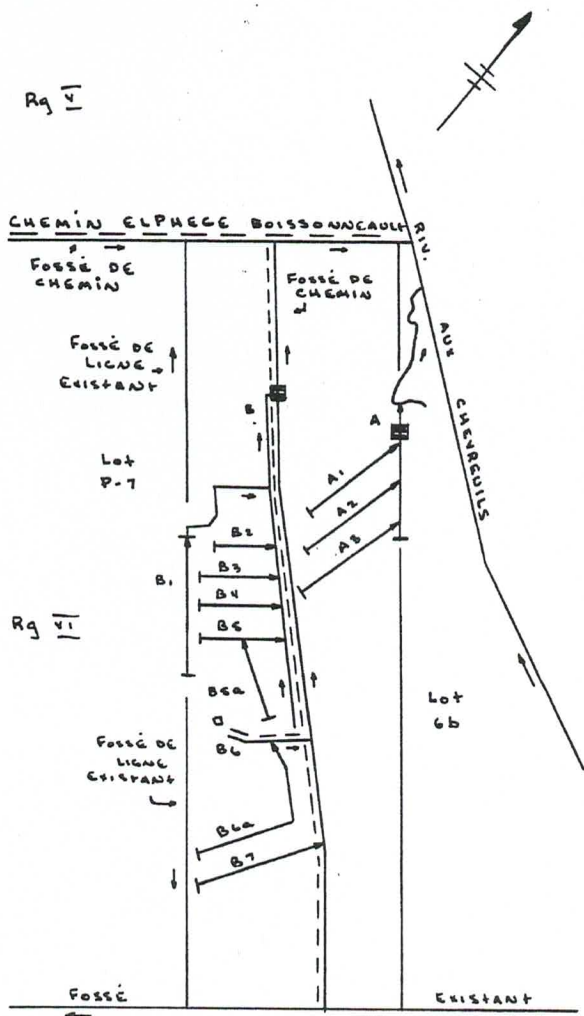 Rg V
CHEMIN ELPHEGE BOISSONNEAULT
RIV. AUX CHEVREUILS
FOSSÉ DE
CHEMIN
FOSSÉ DE
CHEMIN
FOSSÉ DE
LIGNE
EXISTANT
B
A
Lot
P-7
A1
A2
A3
B2
B1
B3
B4
B5
Rg VI
B5a
Lot
6b
B6
FOSSÉ DE
LIGNE
EXISTANT
B6a
B7
FOSSÉ EXISTANT